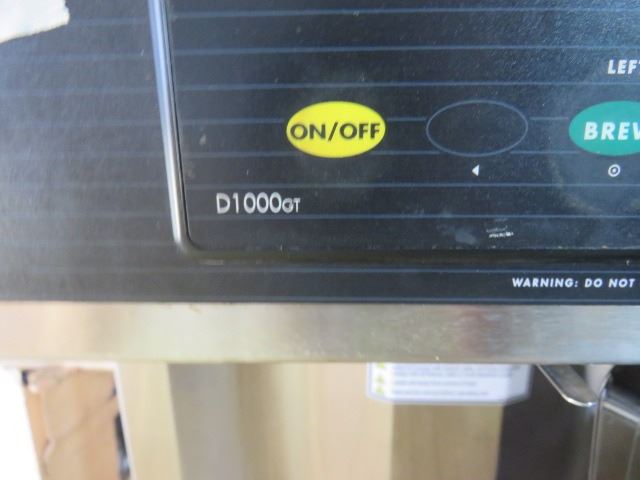 LEFT
ON/OFF
BREW
D1000GT
WARNING: DO NOT